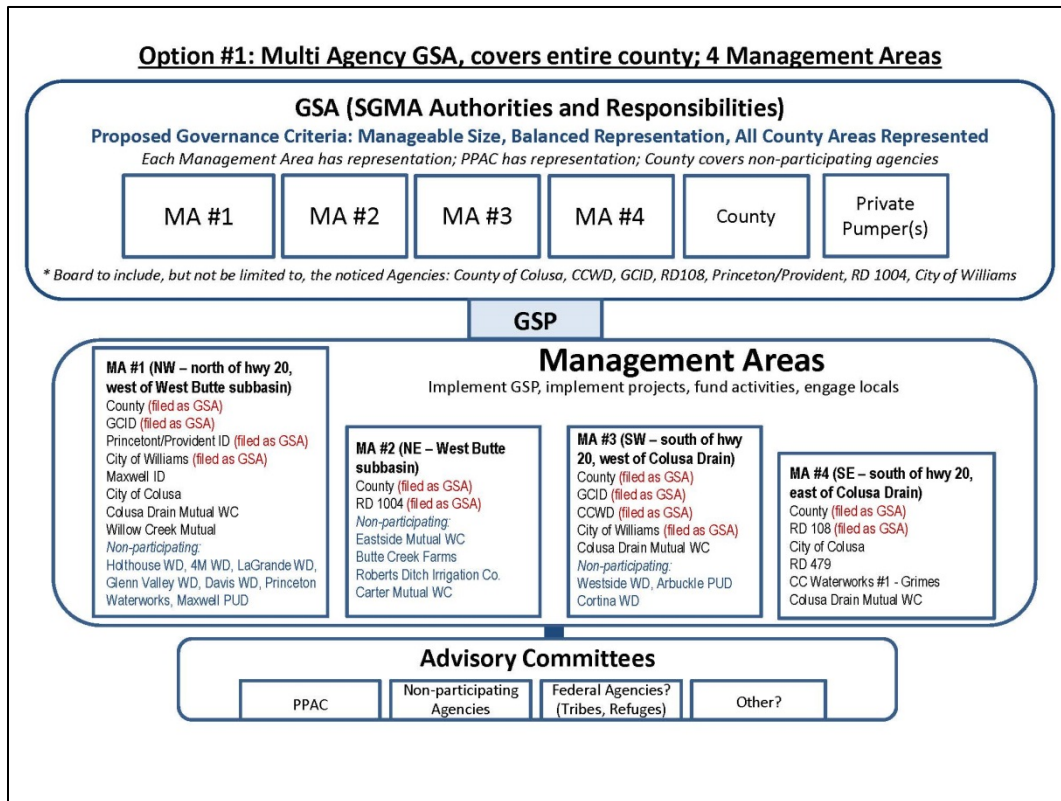 Option #1: Multi Agency GSA, covers entire county; 4 Management Areas
GSA (SGMA Authorities and Responsibilities)
Proposed Governance Criteria: Manageable Size, Balanced Representation, All County Areas Represented
Each Management Area has representation; PPAC has representation; County covers non-participating agencies
MA #1
MA #2
MA #3
MA #4
County
Private
Pumper(s)
* Board to include, but not be limited to, the noticed Agencies: County of Colusa, CCWD, GCID, RD108, Princeton/Provident, RD 1004, City of Williams
GSP
Management Areas
Implement GSP, implement projects, fund activities, engage locals
MA #1 (NW – north of hwy 20,
west of West Butte subbasin)
County (filed as GSA)
GCID (filed as GSA)
Princetont/Provident ID (filed as GSA)
City of Williams (filed as GSA)
Maxwell ID
City of Colusa
Colusa Drain Mutual WC
Willow Creek Mutual
Non-participating:
Holthouse WD, 4M WD, LaGrande WD,
Glenn Valley WD, Davis WD, Princeton
Waterworks, Maxwell PUD
MA #2 (NE – West Butte
subbasin)
County (filed as GSA)
RD 1004 (filed as GSA)
Non-participating:
Eastside Mutual WC
Butte Creek Farms
Roberts Ditch Irrigation Co.
Carter Mutual WC
MA #3 (SW – south of hwy
20, west of Colusa Drain)
County (filed as GSA)
GCID (filed as GSA)
CCWD (filed as GSA)
City of Williams (filed as GSA)
Colusa Drain Mutual WC
Non-participating:
Westside WD, Arbuckle PUD
Cortina WD
MA #4 (SE – south of hwy 20,
east of Colusa Drain)
County (filed as GSA)
RD 108 (filed as GSA)
City of Colusa
RD 479
CC Waterworks #1 - Grimes
Colusa Drain Mutual WC
Advisory Committees
PPAC
Non-participating
Agencies
Federal Agencies?
(Tribes, Refuges)
Other?